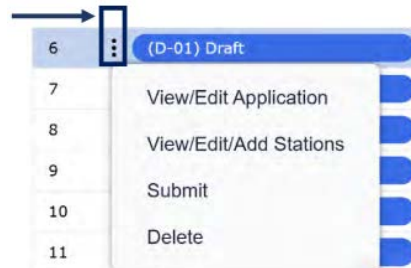 6 (D-01) Draft
7 View/Edit Application
8 View/Edit/Add Stations
9 Submit
10 Delete
11